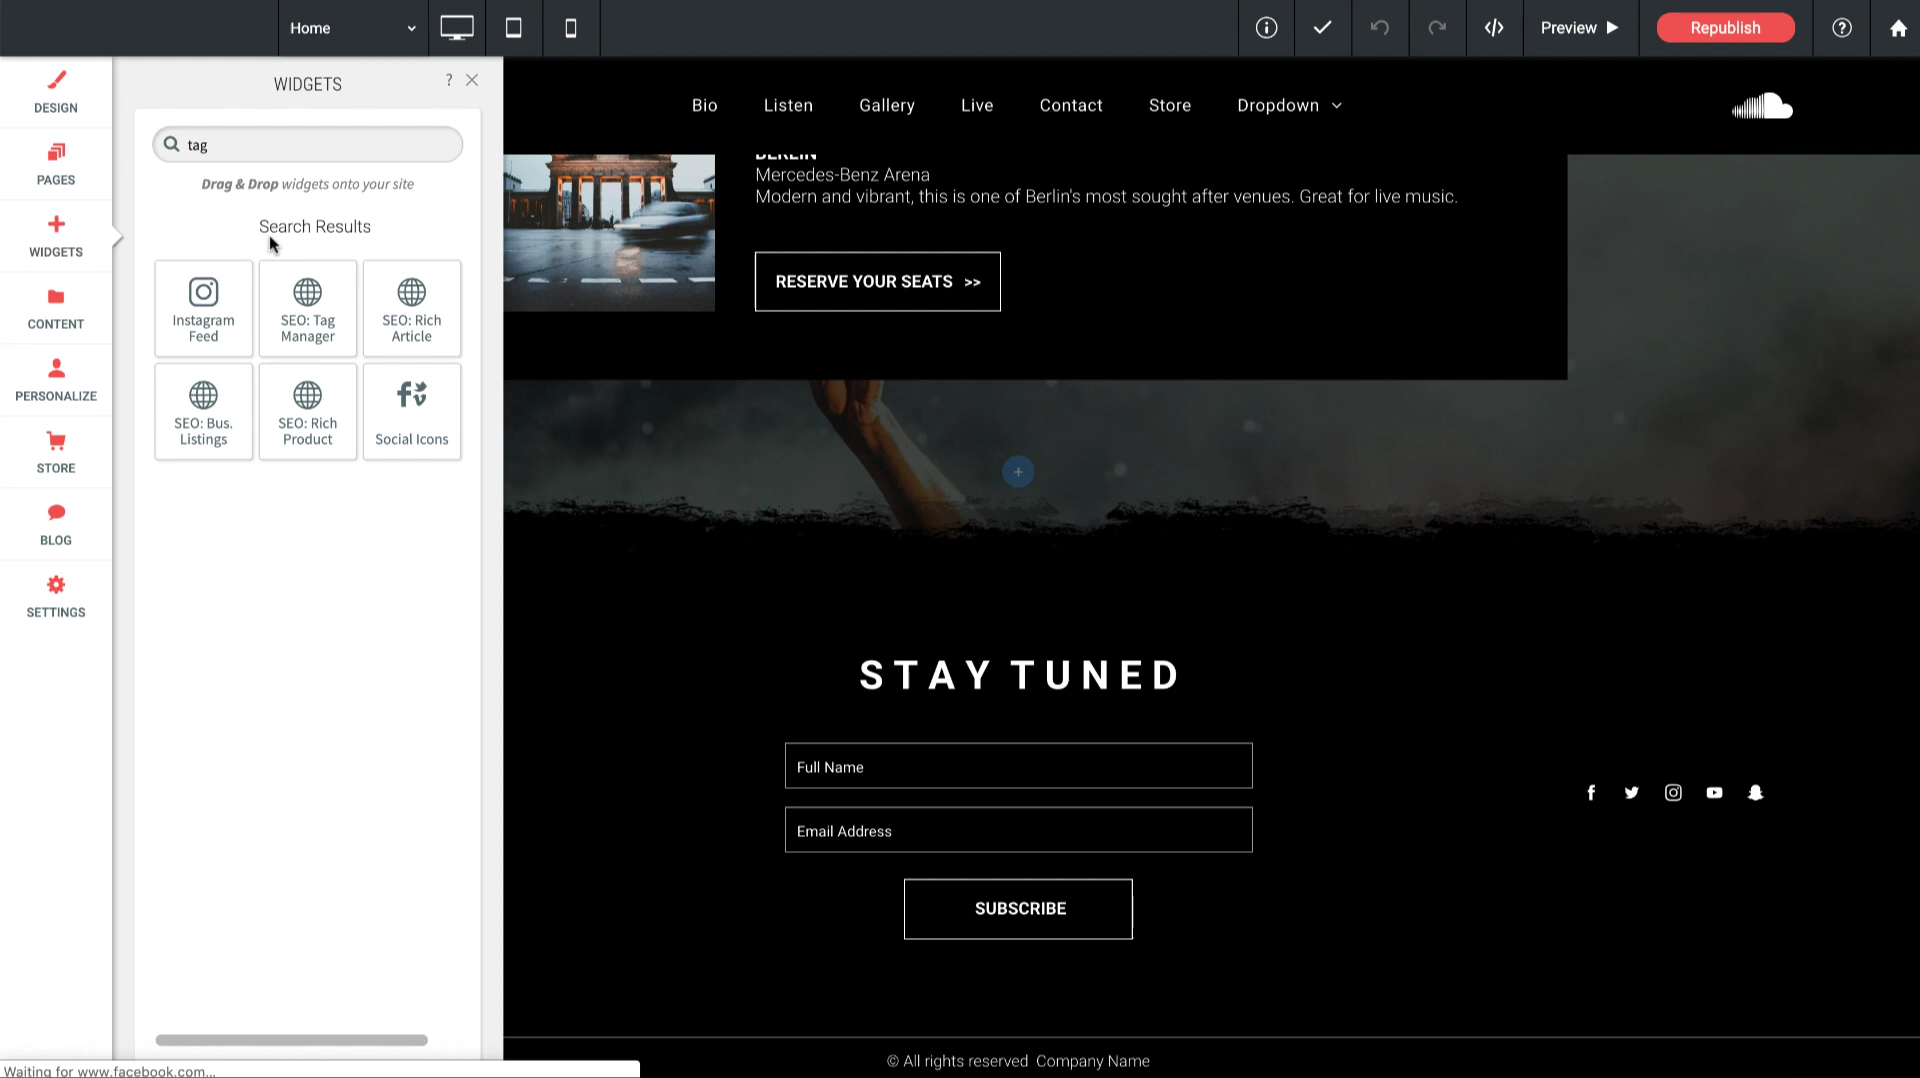 Home
Preview
Republish
DESIGN
PAGES
WIDGETS
CONTENT
PERSONALIZE
STORE
BLOG
SETTINGS
WIDGETS
?
tag
Drag & Drop widgets onto your site
Search Results
Instagram
Feed
SEO: Tag
Manager
SEO: Rich
Article
SEO: Bus.
Listings
SEO: Rich
Product
Social Icons
Bio
Listen
Gallery
Live
Contact
Store
Dropdown
BERLIN
Mercedes-Benz Arena
Modern and vibrant, this is one of Berlin's most sought after venues. Great for live music.
RESERVE YOUR SEATS >>
STAY TUNED
Full Name
Email Address
SUBSCRIBE
© All rights reserved Company Name
Waiting for www.facebook.com...